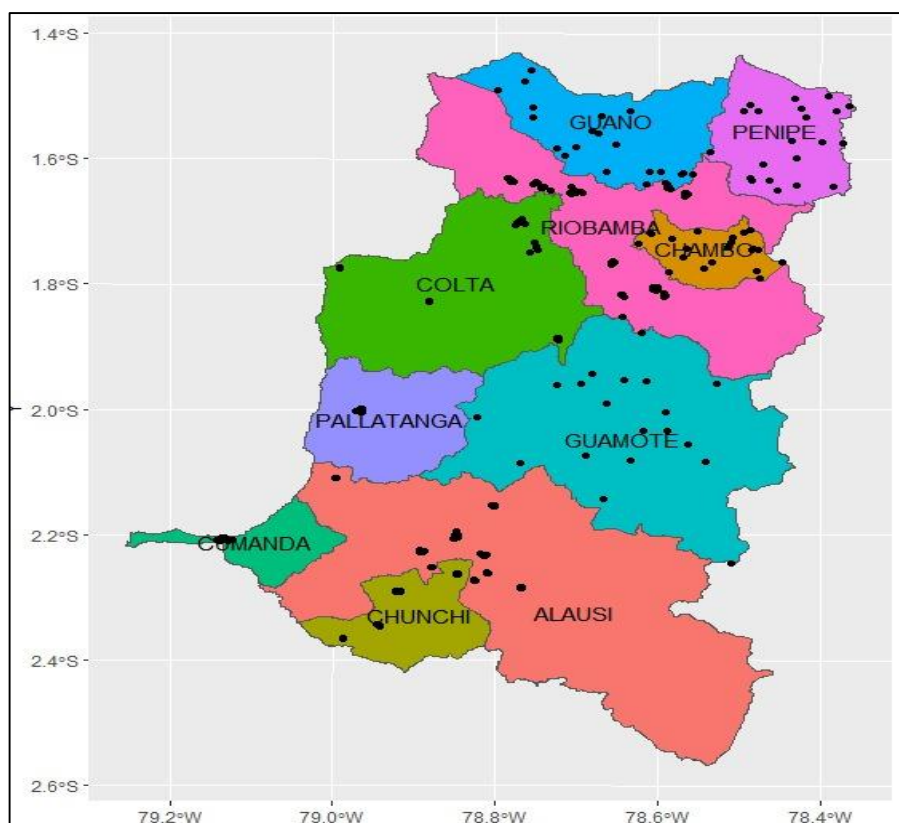 1.4°S
GUANO
PENIPE
1.6°S
RIOBAMBA
CHAMBO
1.8°S
COLTA
2.0°S
PALLATANGA
GUAMOTE
2.2°S
CUMANDA
CHUNCHI
ALAUSI
2.4°S
2.6°S
79.2°W 79.0°W 78.8°W 78.6°W 78.4°W